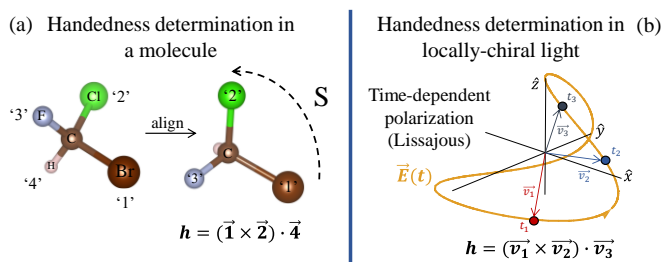 (a) Handedness determination in
a molecule
Cl
'2'
'3'
F
C
align
H
'4'
Br
'1'
'2'
S
C
'3'
'1'
h = (1⃗ × 2⃗) · 4⃗
Handedness determination in (b)
locally-chiral light
ẑ
t₃
Time-dependent
polarization
(Lissajous)
v₃⃗
ŷ
t₂
v₂⃗
x̂
E⃗(t)
v₁⃗
t₁
h = (v₁⃗ × v₂⃗) · v₃⃗